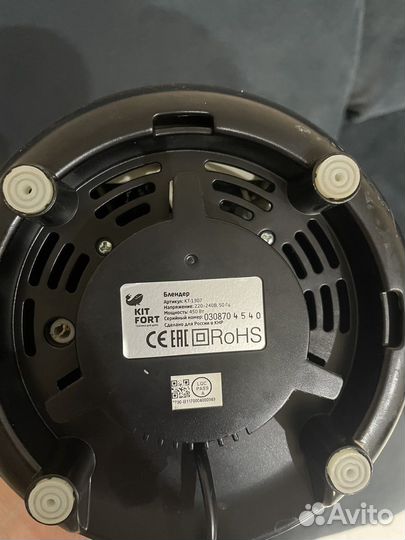 KIT
FORT
Блендер
Артикул: KT-1307
Напряжение: 220–240В, 50 Гц
Мощность: 450 Вт
Серийный номер: 030870 4 5 4 0
Сделано для России в КНР
CE EAC RoHS
LQC
PASS
Avito